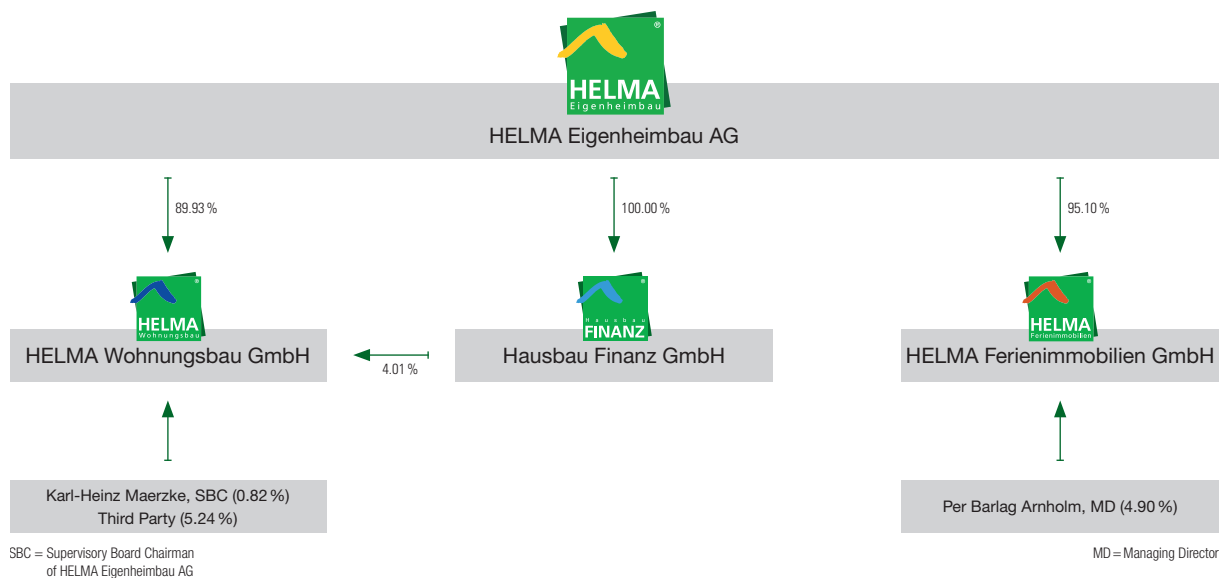 ®
HELMA
Eigenheimbau
HELMA Eigenheimbau AG
89.93 %
100.00 %
95.10 %
®
HELMA
Wohnungsbau
HELMA Wohnungsbau GmbH
4.01 %
®
Hausbau
FINANZ
Hausbau Finanz GmbH
®
HELMA
Ferienimmobilien
HELMA Ferienimmobilien GmbH
Karl-Heinz Maerzke, SBC (0.82 %)
Third Party (5.24 %)
Per Barlag Arnholm, MD (4.90 %)
SBC = Supervisory Board Chairman
of HELMA Eigenheimbau AG
MD = Managing Director